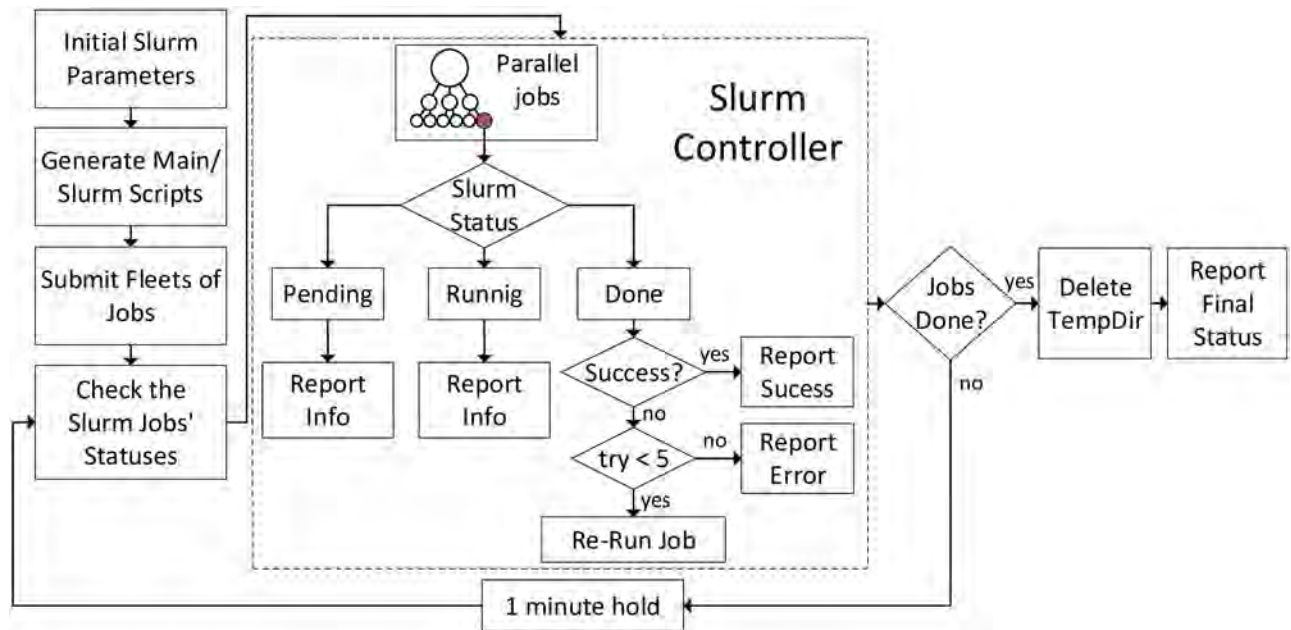 Initial Slurm
Parameters
Generate Main/
Slurm Scripts
Submit Fleets of
Jobs
Check the
Slurm Jobs'
Statuses
Parallel
jobs
Slurm
Controller
Slurm
Status
Pending
Runnig
Done
Report
Info
Report
Info
Success?
yes
Report
Sucess
no
try < 5
no
Report
Error
yes
Re-Run Job
Jobs
Done?
yes
Delete
TempDir
Report
Final
Status
no
1 minute hold